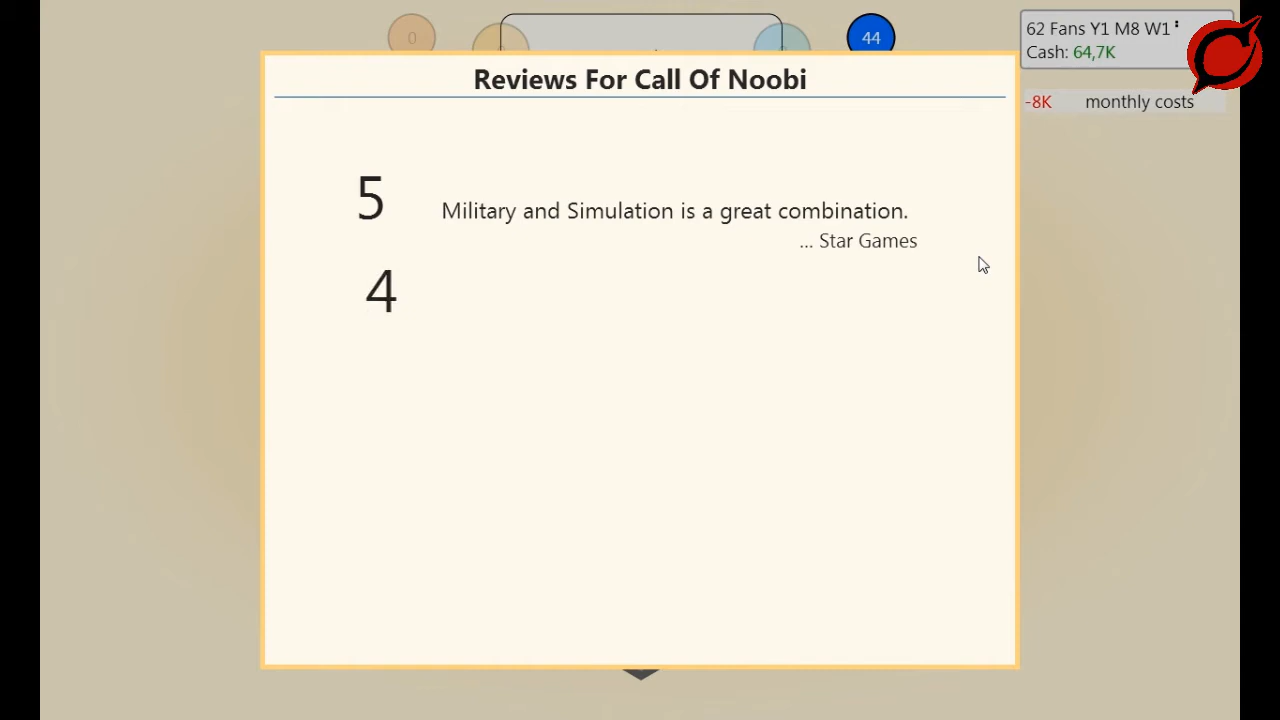 0
44
62 Fans Y1 M8 W1
Cash: 64,7K
-8K monthly costs
Reviews For Call Of Noobi
5
Military and Simulation is a great combination.
... Star Games
4